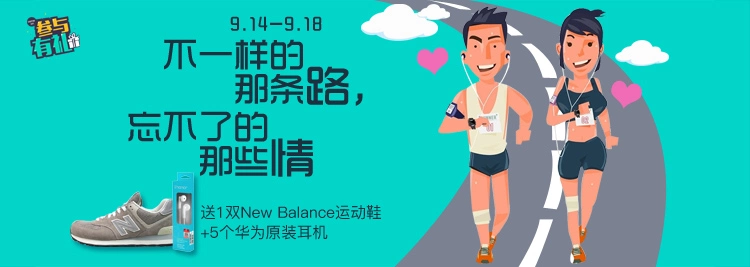 参与
有礼
9.14—9.18
不一样的
那条路，
忘不了的
那些情
送1双New Balance运动鞋
+5个华为原装耳机